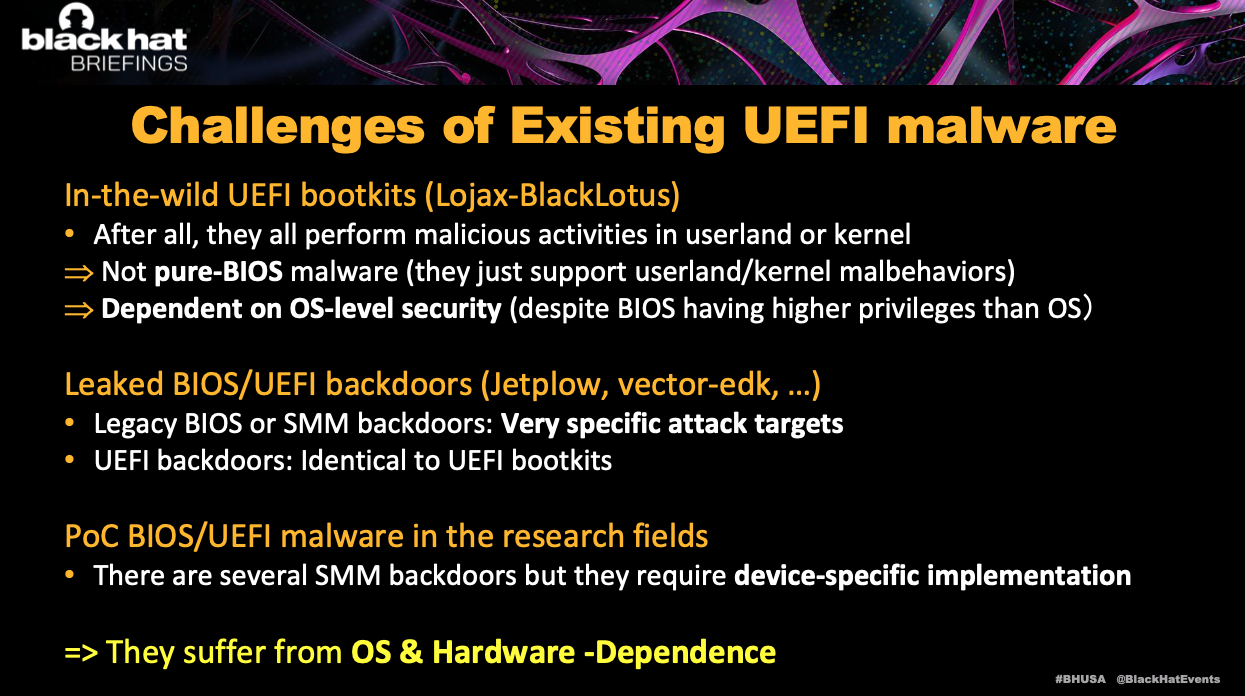 black hat
BRIEFINGS
Challenges of Existing UEFI malware
In-the-wild UEFI bootkits (Lojax-BlackLotus)
• After all, they all perform malicious activities in userland or kernel
⇒ Not pure-BIOS malware (they just support userland/kernel malbehaviors)
⇒ Dependent on OS-level security (despite BIOS having higher privileges than OS）
Leaked BIOS/UEFI backdoors (Jetplow, vector-edk, …)
• Legacy BIOS or SMM backdoors: Very specific attack targets
• UEFI backdoors: Identical to UEFI bootkits
PoC BIOS/UEFI malware in the research fields
• There are several SMM backdoors but they require device-specific implementation
=> They suffer from OS & Hardware -Dependence
#BHUSA @BlackHatEvents